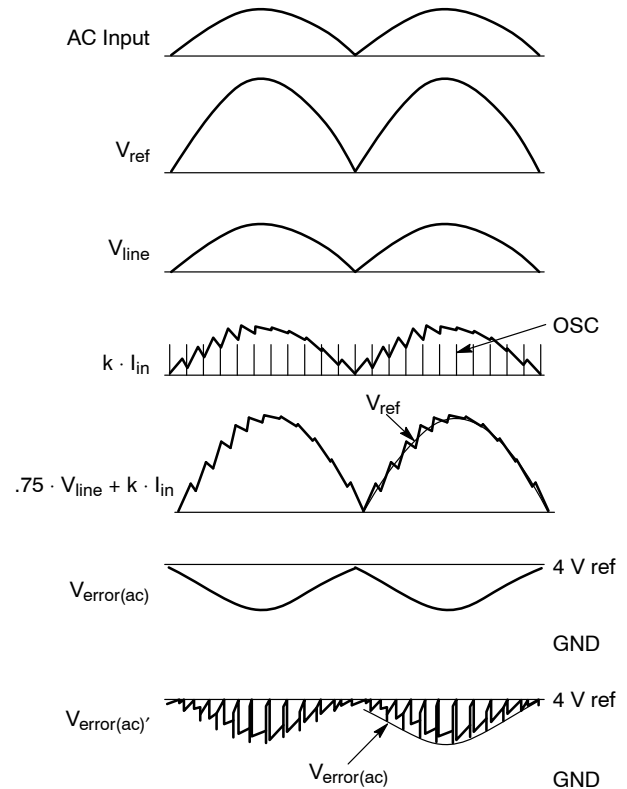 AC Input
V_ref
V_line
OSC
k · I_in
V_ref
.75 · V_line + k · I_in
4 V ref
V_error(ac)
GND
4 V ref
V_error(ac)′
V_error(ac)
GND